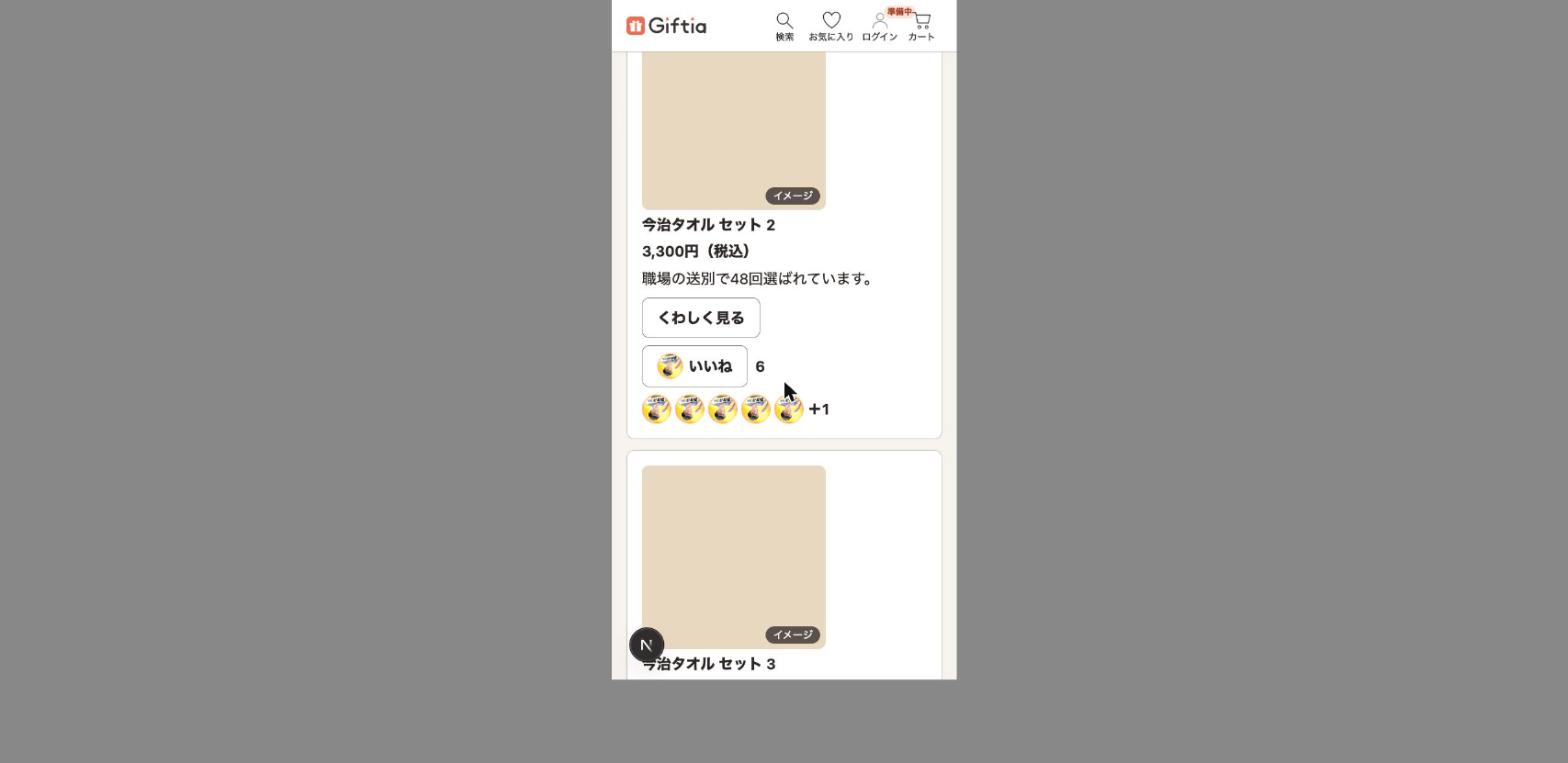 Giftia
検索
お気に入り
ログイン
準備中
カート
イメージ
今治タオル セット 2
3,300円（税込）
職場の送別で48回選ばれています。
くわしく見る
いいね
6
+1
イメージ
N
今治タオル セット 3